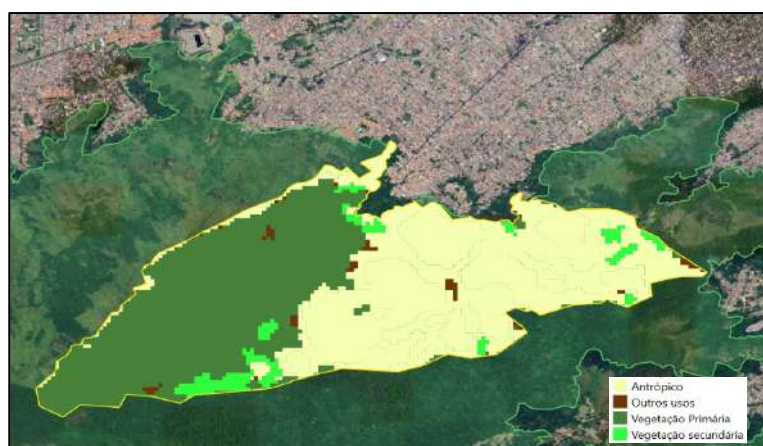 Antrópico
Outros usos
Vegetação Primária
Vegetação secundária